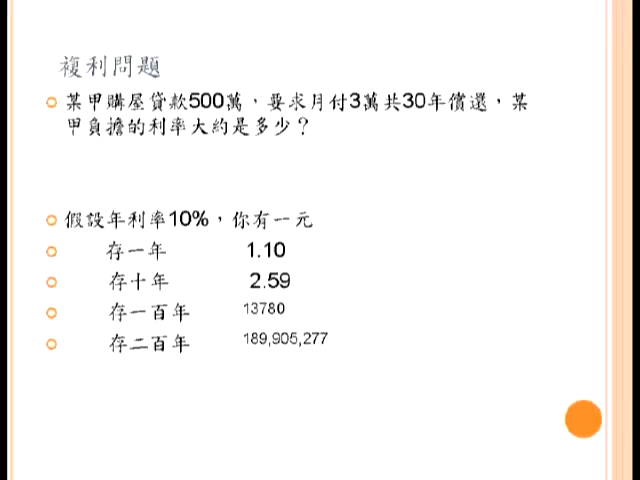 複利問題
某甲購屋貸款500萬，要求月付3萬共30年償還，某
甲負擔的利率大約是多少？
假設年利率10%，你有一元
存一年 1.10
存十年 2.59
存一百年 13780
存二百年 189,905,277